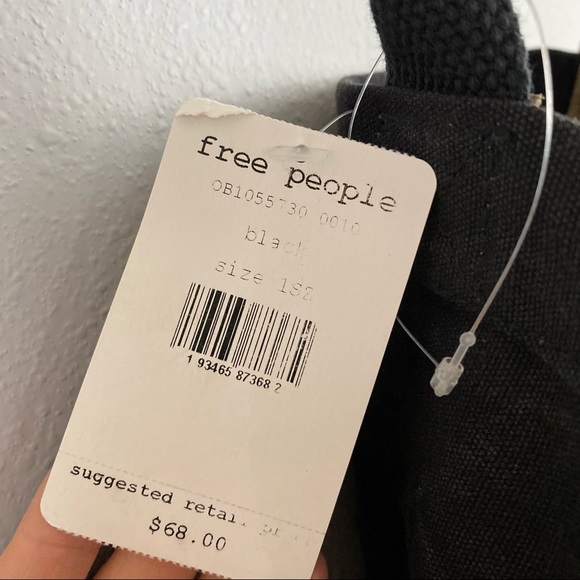 free people
OB1055730 0010
black
size 1SZ
1 93465 87368 2
suggested retail
$68.00